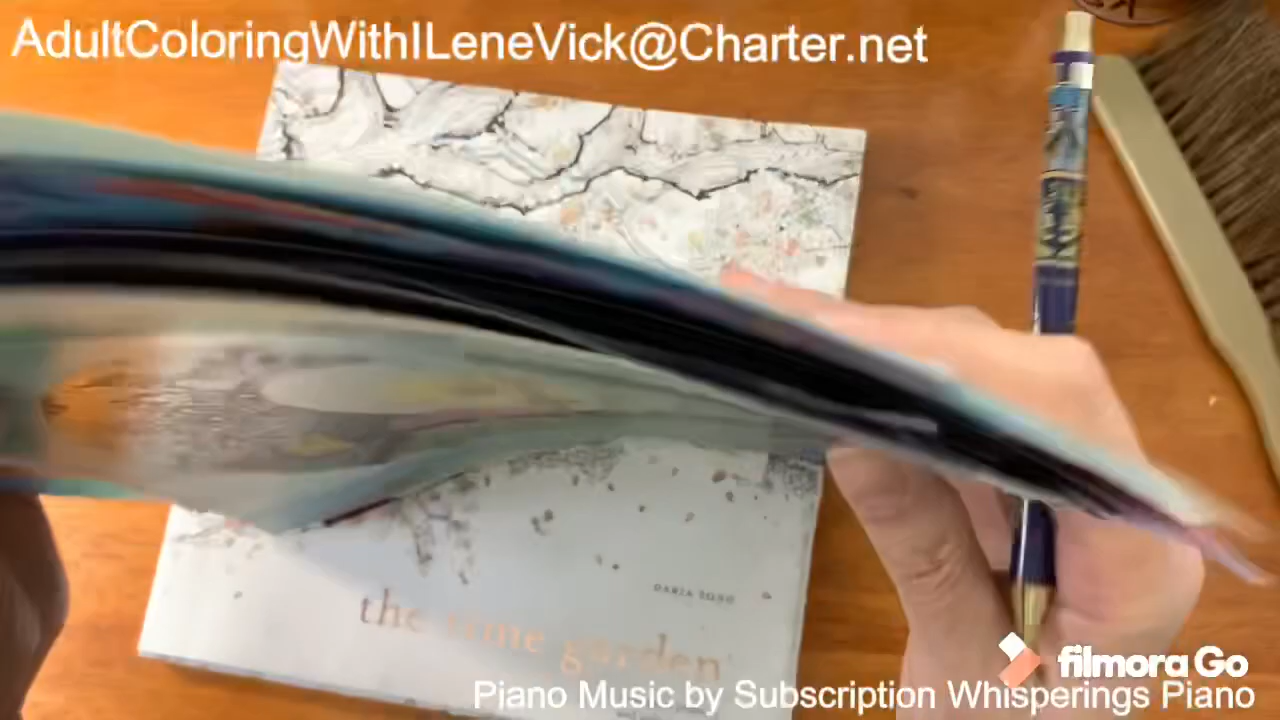 AdultColoringWithILeneVick@Charter.net
DARIA SONG
the time garden
filmora Go
Piano Music by Subscription Whisperings Piano